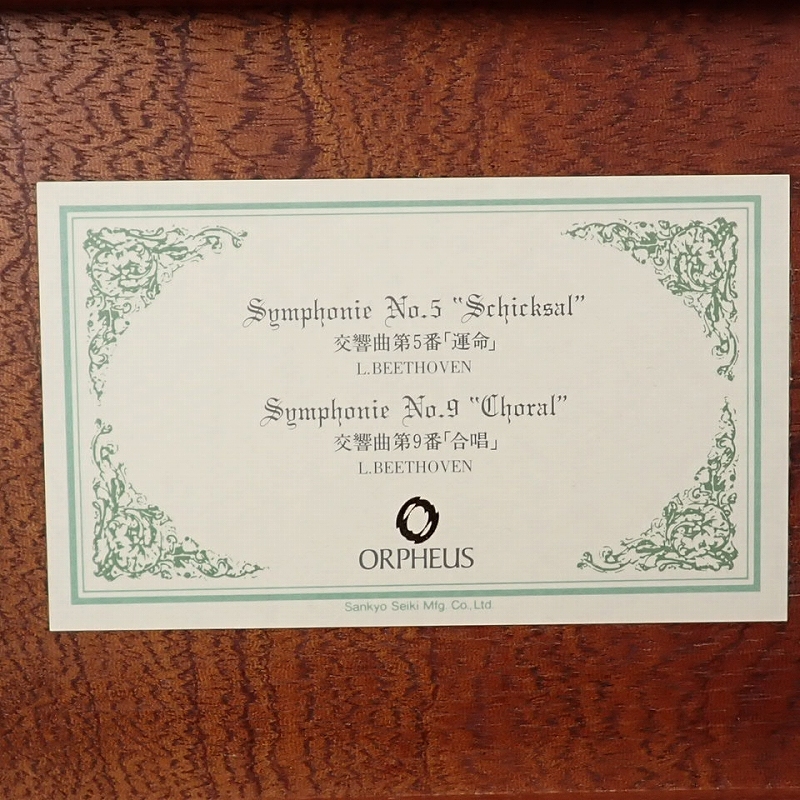 Symphonie No.5 "Schicksal"
交響曲第5番「運命」
L.BEETHOVEN
Symphonie No.9 "Choral"
交響曲第9番「合唱」
L.BEETHOVEN
ORPHEUS
Sankyo Seiki Mfg. Co., Ltd.